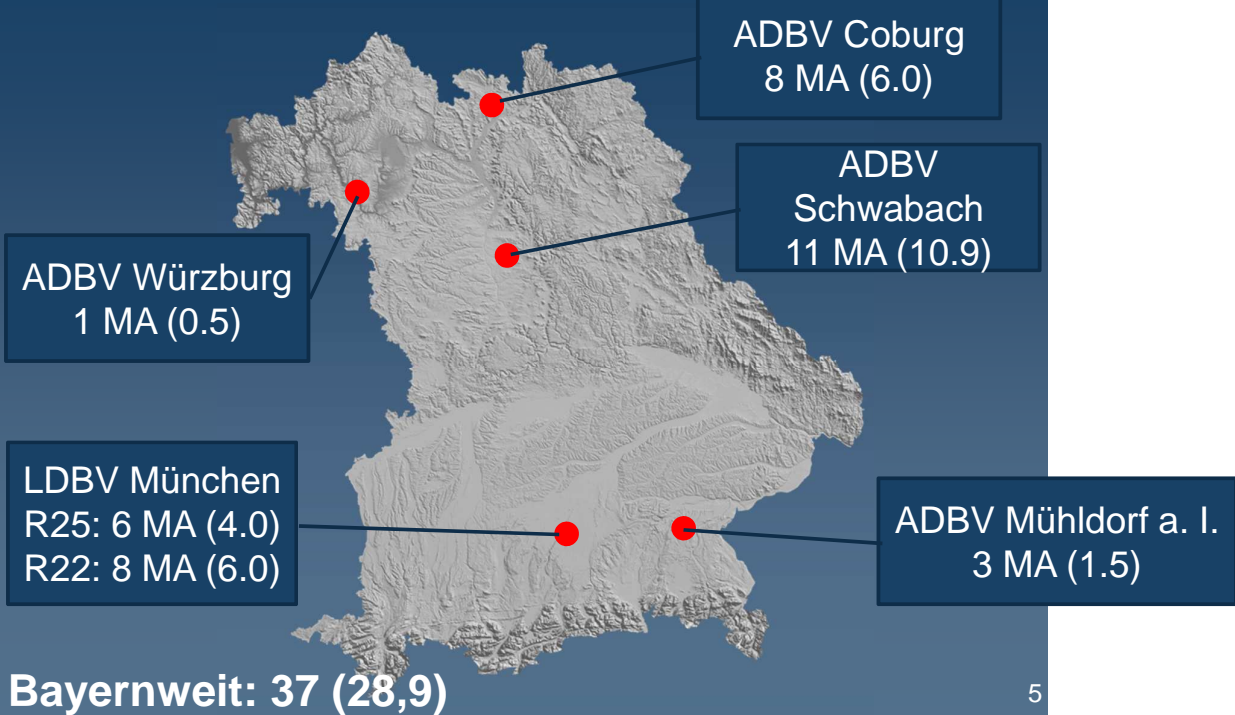 ADBV Coburg
8 MA (6.0)
ADBV
Schwabach
11 MA (10.9)
ADBV Würzburg
1 MA (0.5)
LDBV München
R25: 6 MA (4.0)
R22: 8 MA (6.0)
ADBV Mühldorf a. I.
3 MA (1.5)
Bayernweit: 37 (28,9)
5